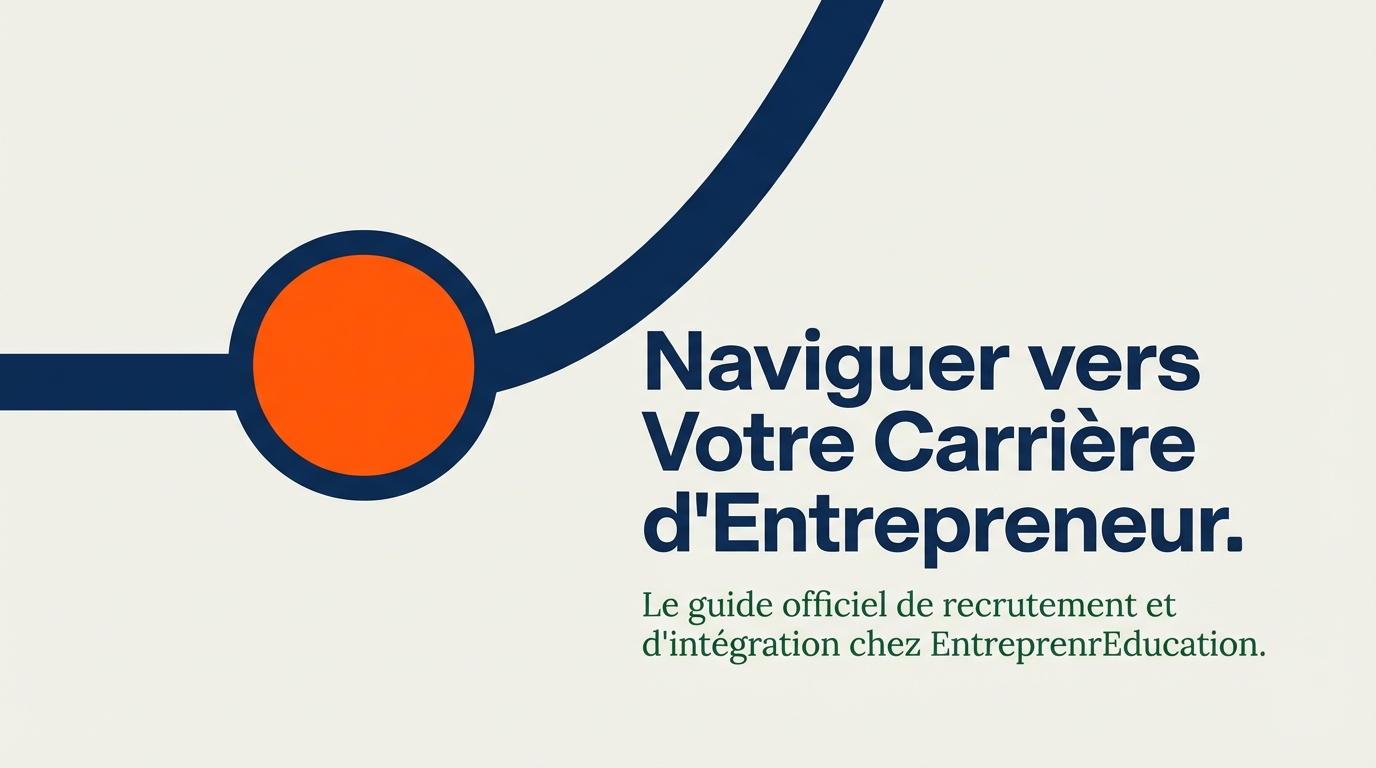 Naviguer vers
Votre Carrière
d'Entrepreneur.
Le guide officiel de recrutement et
d'intégration chez EntreprenrEducation.